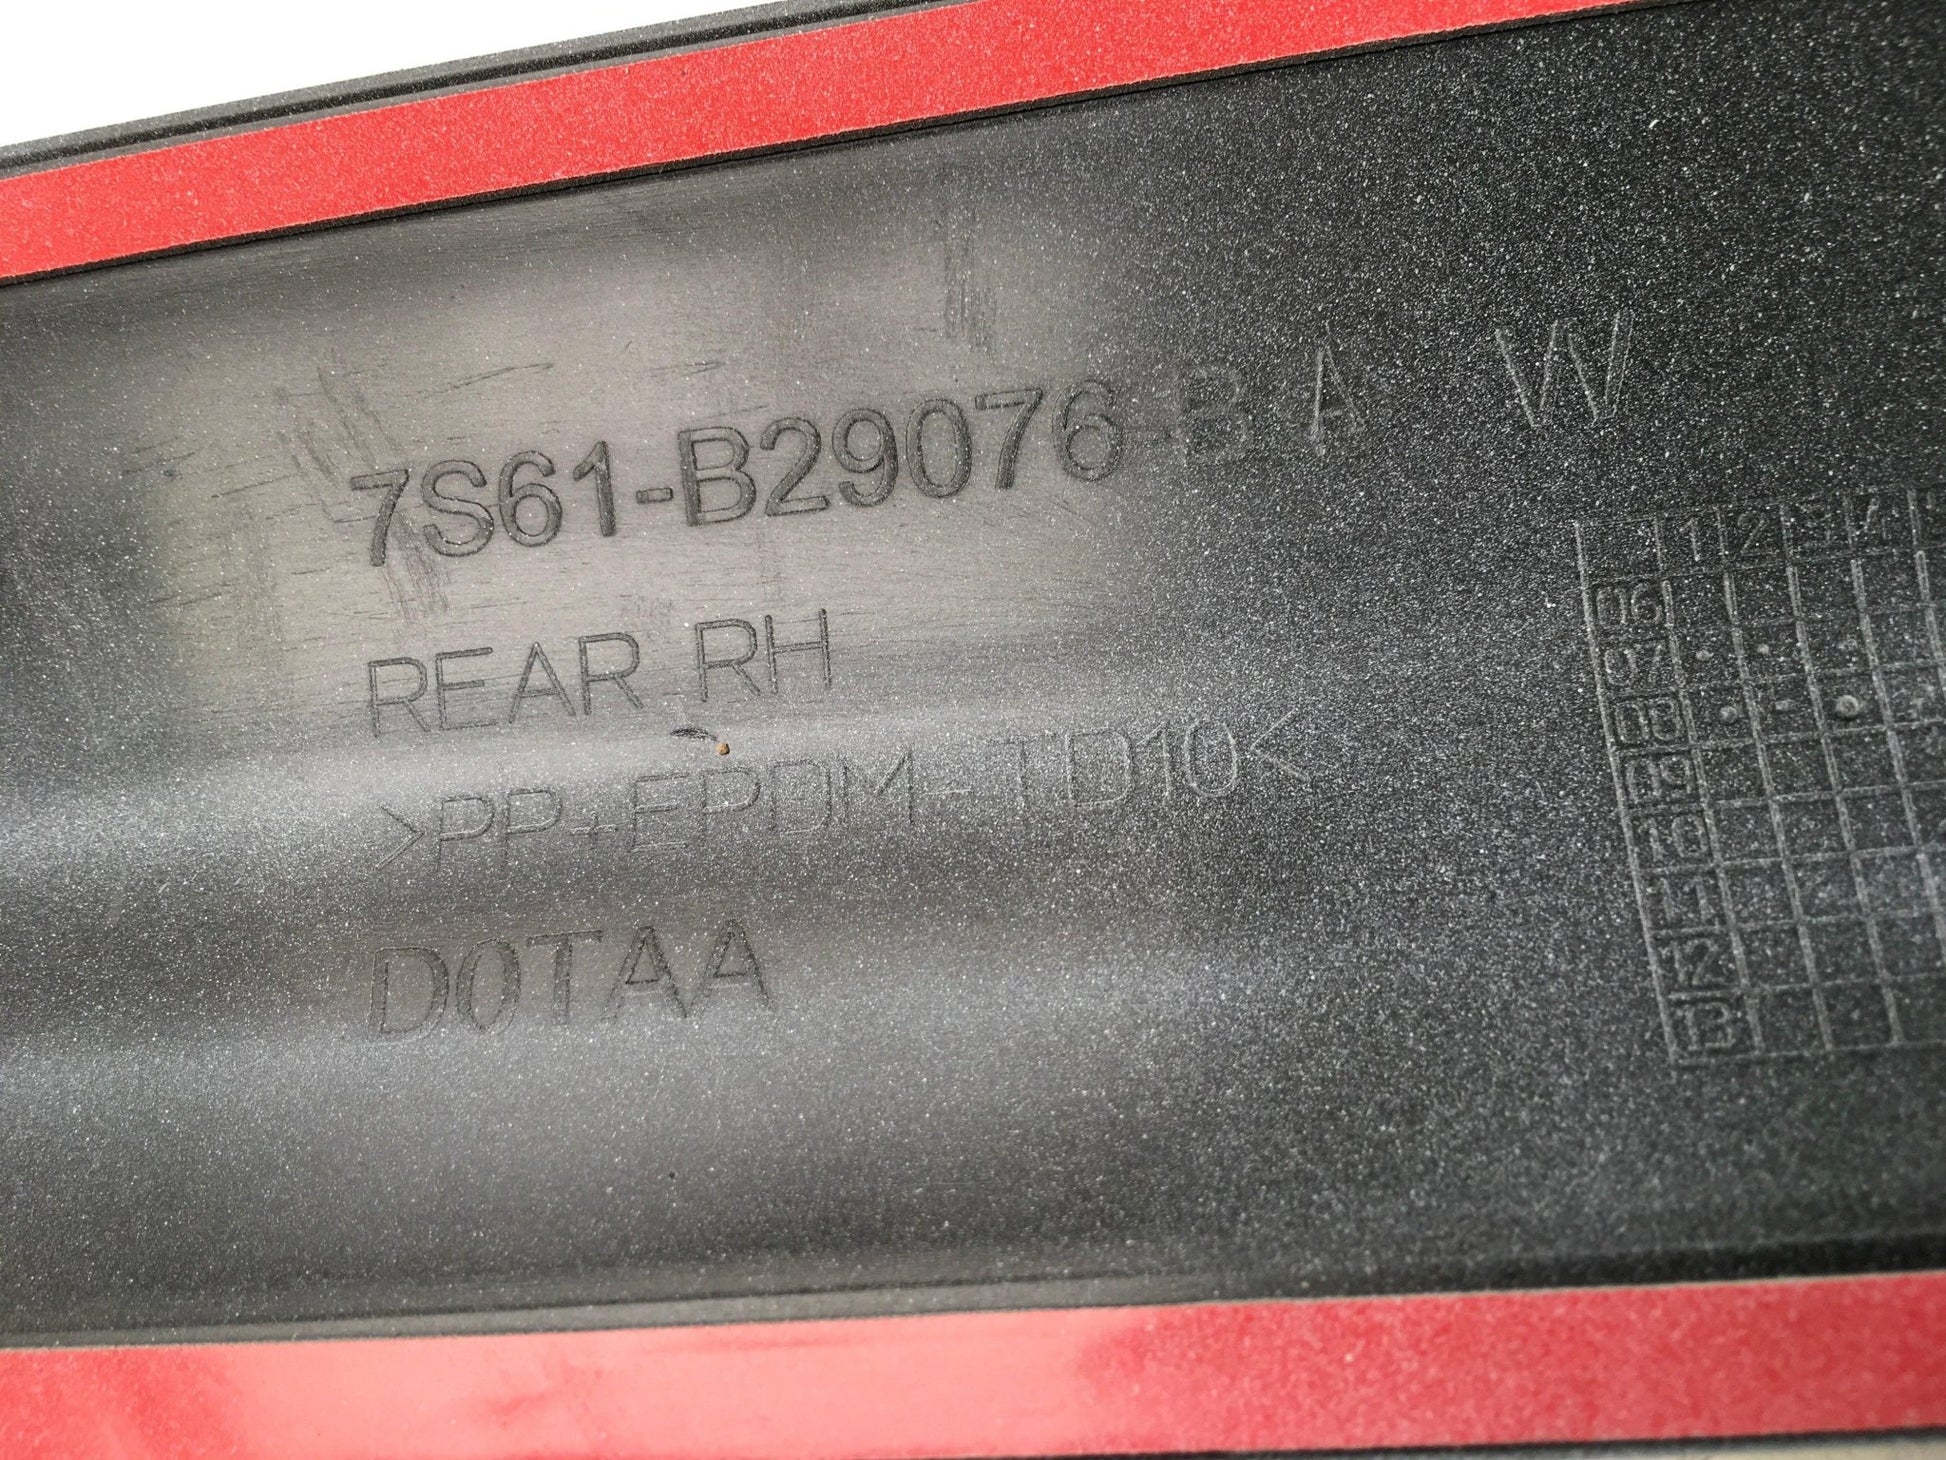 7S61-B29076-BA W
REAR RH
>PP+EPDM-TD10<
D0TAA
1 2 3 4
06
07
08
09
10
11
12
13